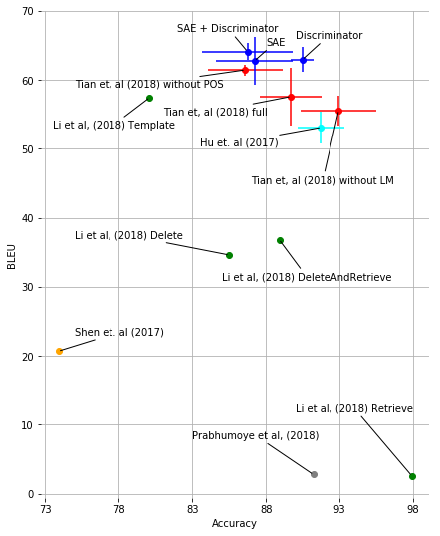 70
SAE + Discriminator
Discriminator
SAE
60
Tian et. al (2018) without POS
Tian et, al (2018) full
Li et al, (2018) Template
50
Hu et. al (2017)
Tian et, al (2018) without LM
40
Li et al, (2018) Delete
BLEU
30
Li et al, (2018) DeleteAndRetrieve
Shen et. al (2017)
20
Li et al, (2018) Retrieve
10
Prabhumoye et al, (2018)
0
73 78 83 88 93 98
Accuracy